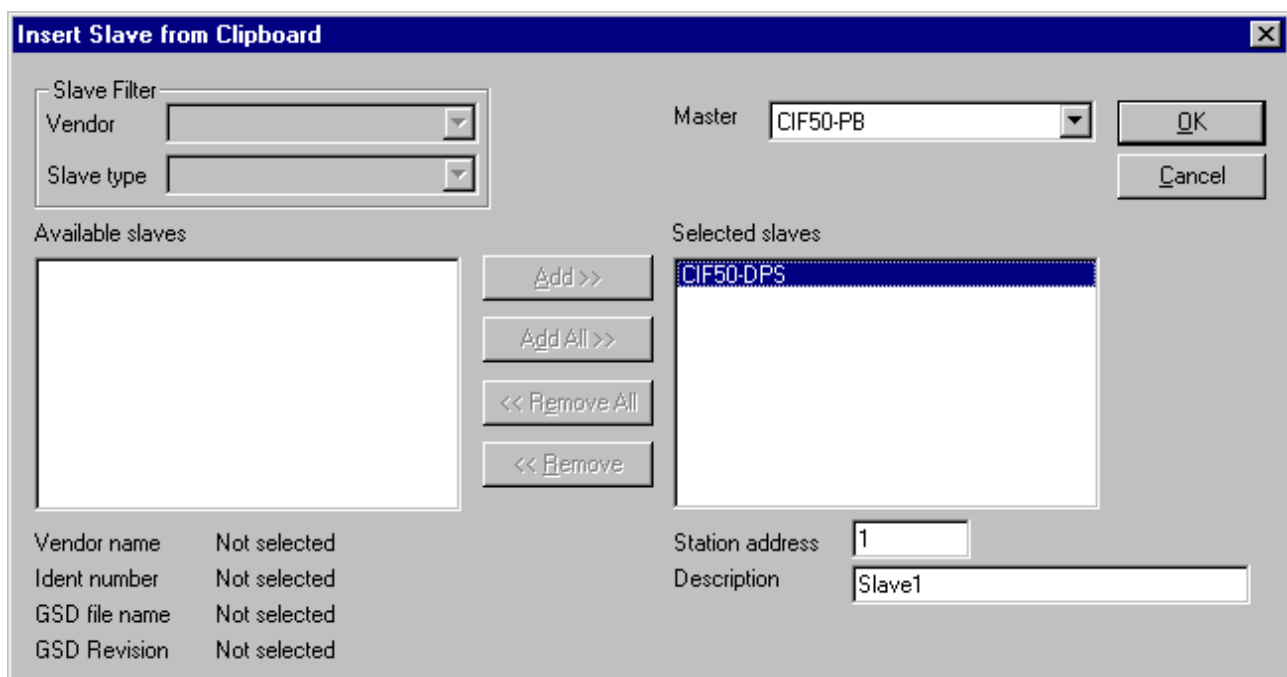 Insert Slave from Clipboard
Slave Filter
Vendor
Slave type
Master CIF50-PB
OK
Cancel
Available slaves
Selected slaves
CIF50-DPS
Add >>
Add All >>
<< Remove All
<< Remove
Vendor name Not selected
Ident number Not selected
GSD file name Not selected
GSD Revision Not selected
Station address 1
Description Slave1